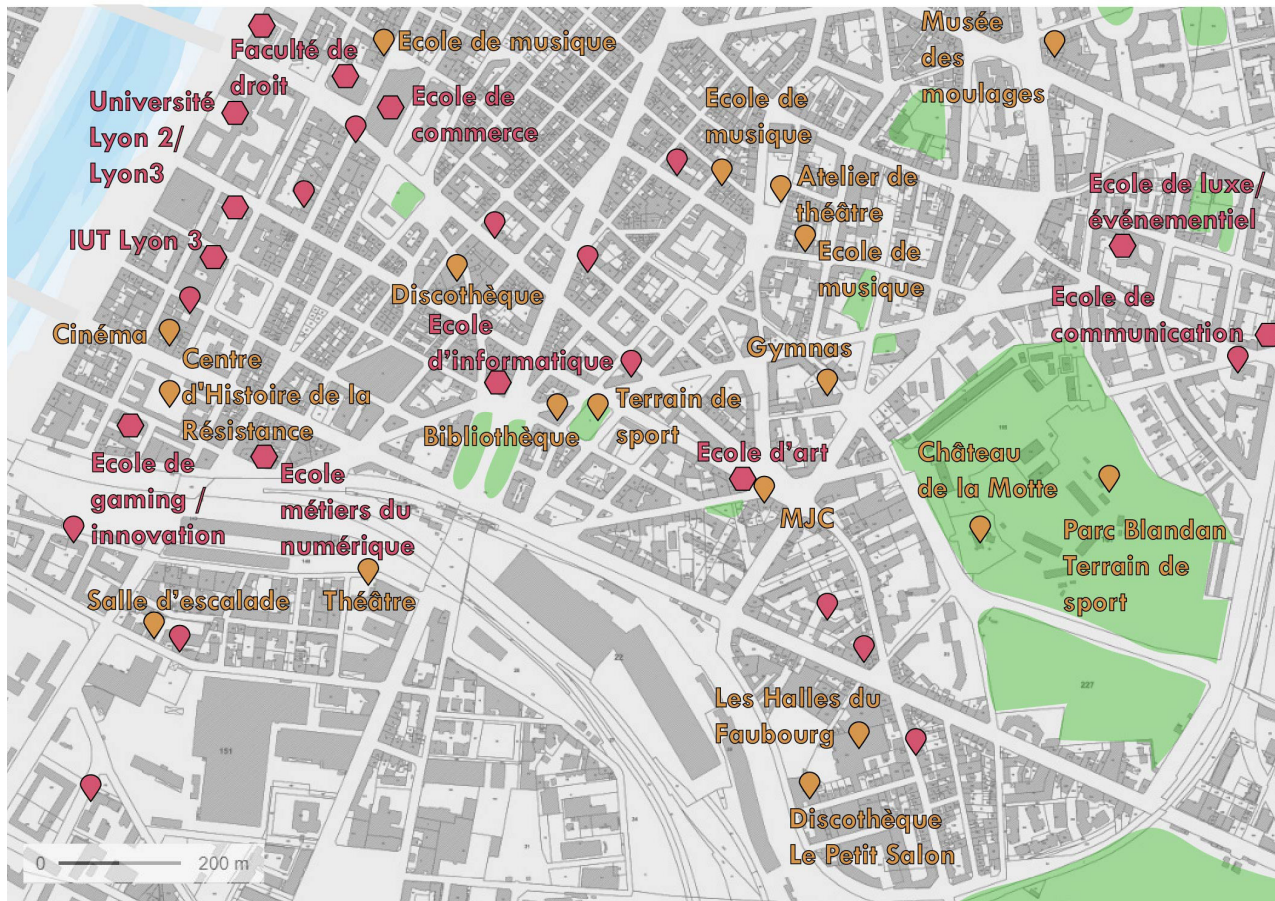 Musée
des
moulages
Ecole de musique
Faculté de
droit
Université
Lyon 2/
Lyon3
Ecole de
commerce
Ecole de
musique
Atelier de
théâtre
Ecole de luxe/
événementiel
IUT Lyon 3
Ecole de
musique
Discothèque
Ecole de
communication
Cinéma
Ecole
d'informatique
Centre
d'Histoire de la
Résistance
Gymnas
Terrain de
sport
Bibliothèque
Ecole d'art
Château
de la Motte
Ecole de
gaming /
innovation
Ecole
métiers du
numérique
MJC
Parc Blandan
Terrain de
sport
Salle d'escalade
Théâtre
22
227
Les Halles du
Faubourg
151
Discothèque
Le Petit Salon
0 200 m